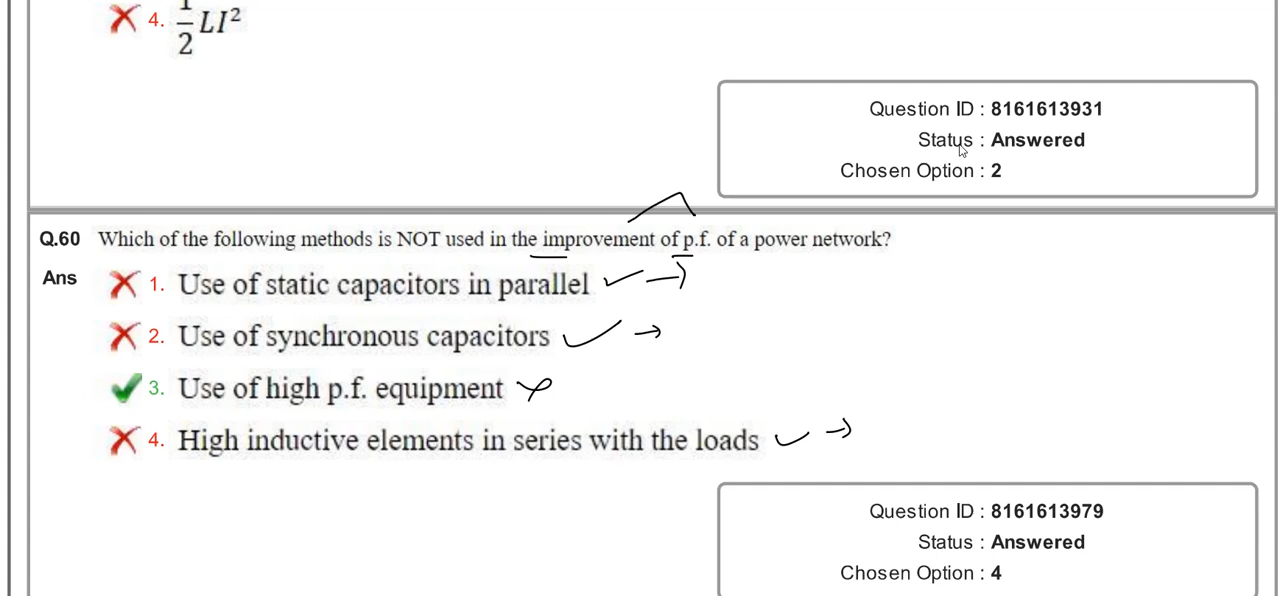 4. 1/2 LI²
Question ID : 8161613931
Status : Answered
Chosen Option : 2
Q.60 Which of the following methods is NOT used in the improvement of p.f. of a power network?
Ans
1. Use of static capacitors in parallel
2. Use of synchronous capacitors
3. Use of high p.f. equipment
4. High inductive elements in series with the loads
Question ID : 8161613979
Status : Answered
Chosen Option : 4